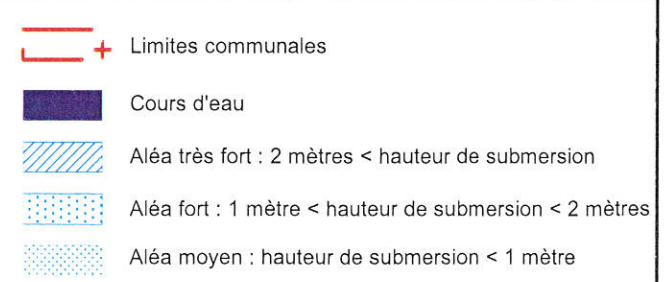 Limites communales
Cours d'eau
Aléa très fort : 2 mètres < hauteur de submersion
Aléa fort : 1 mètre < hauteur de submersion < 2 mètres
Aléa moyen : hauteur de submersion < 1 mètre